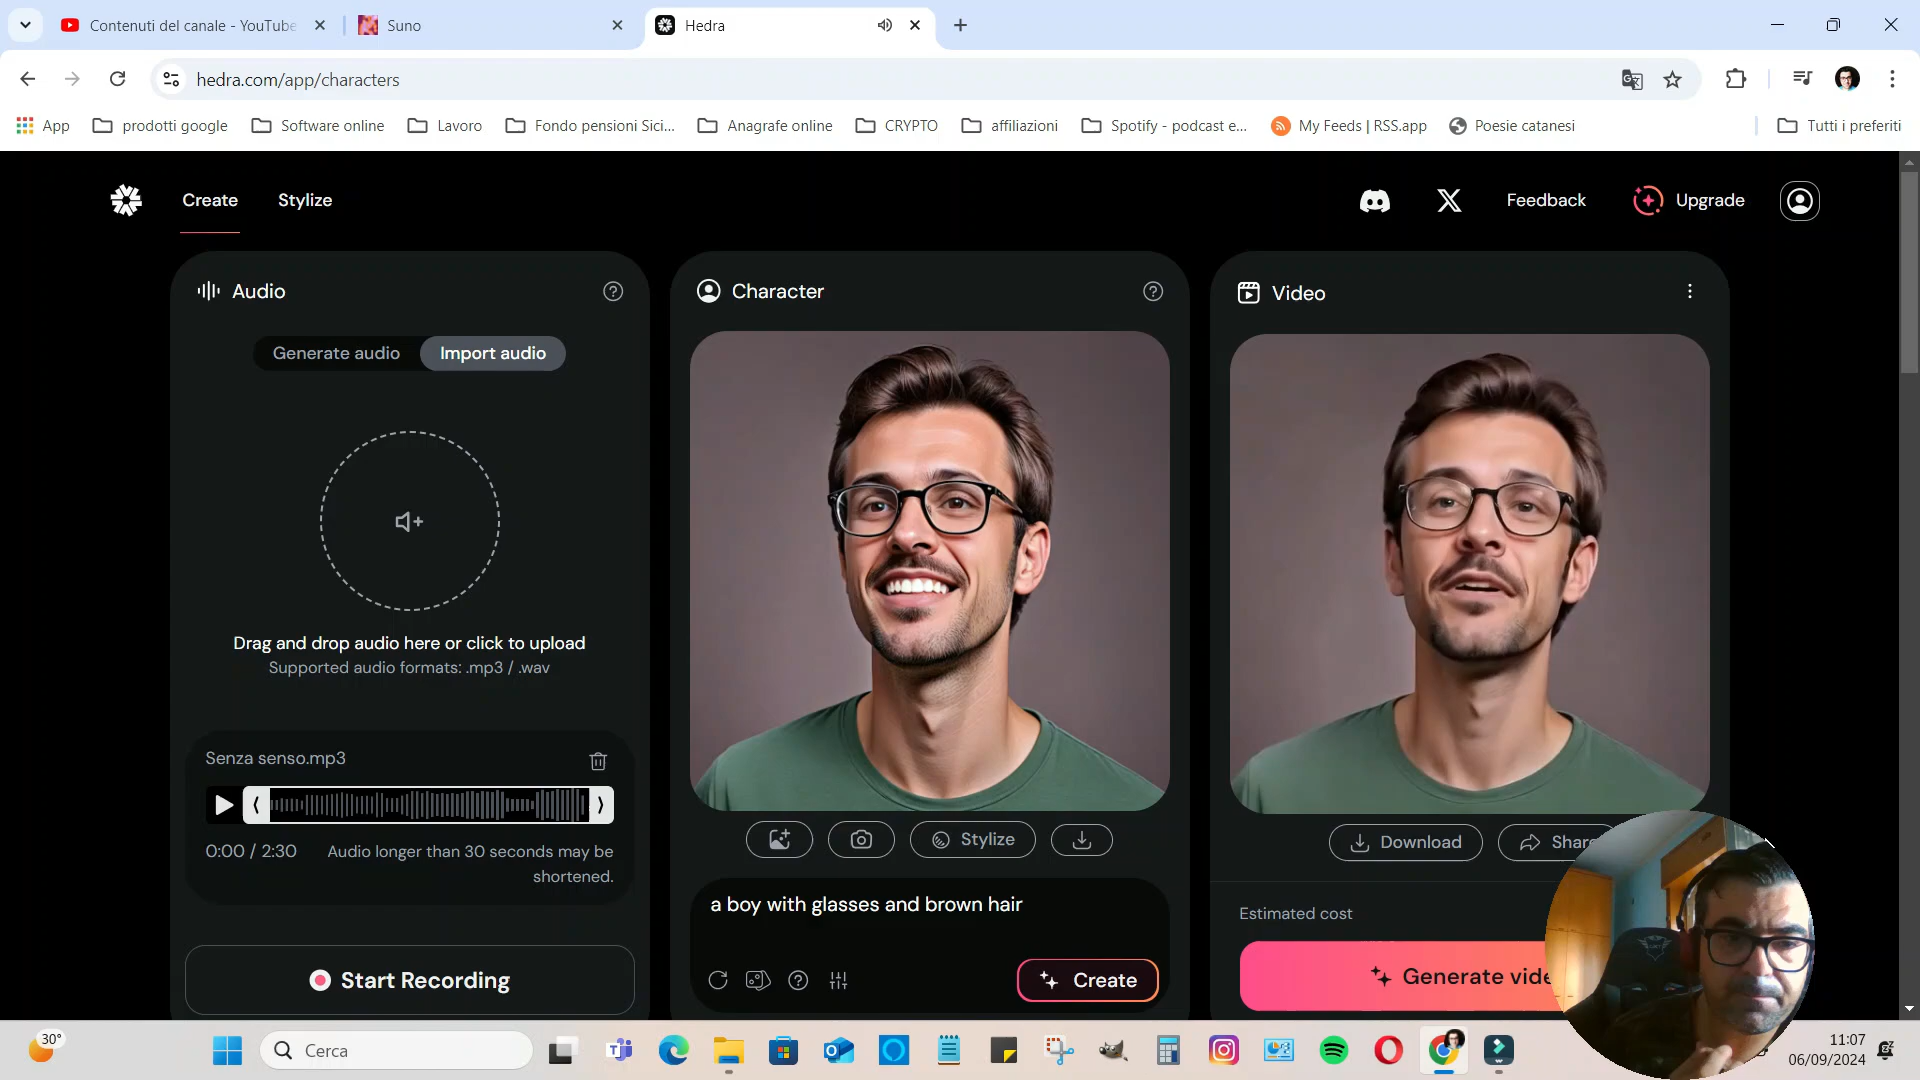 Contenuti del canale - YouTube
Suno
Hedra
hedra.com/app/characters
App
prodotti google
Software online
Lavoro
Fondo pensioni Sici...
Anagrafe online
CRYPTO
affiliazioni
Spotify - podcast e...
My Feeds | RSS.app
Poesie catanesi
Tutti i preferiti
Create
Stylize
Feedback
Upgrade
Audio
Generate audio
Import audio
Drag and drop audio here or click to upload
Supported audio formats: .mp3 / .wav
Senza senso.mp3
0:00 / 2:30
Audio longer than 30 seconds may be
shortened.
Start Recording
Character
Stylize
a boy with glasses and brown hair
Create
Video
Download
Share
Estimated cost
Generate vide
30°
Cerca
11:07
06/09/2024